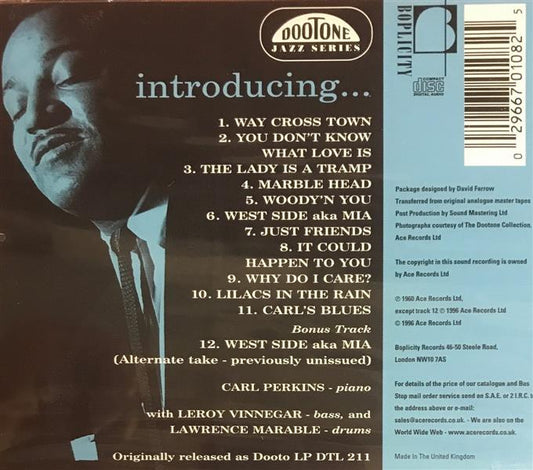 DOOTONE
JAZZ SERIES
introducing...
1. WAY CROSS TOWN
2. YOU DON'T KNOW
WHAT LOVE IS
3. THE LADY IS A TRAMP
4. MARBLE HEAD
5. WOODY'N YOU
6. WEST SIDE aka MIA
7. JUST FRIENDS
8. IT COULD
HAPPEN TO YOU
9. WHY DO I CARE?
10. LILACS IN THE RAIN
11. CARL'S BLUES
Bonus Track
12. WEST SIDE aka MIA
(Alternate take - previously unissued)
CARL PERKINS - piano
with LEROY VINNEGAR - bass, and
LAWRENCE MARABLE - drums
Originally released as Dooto LP DTL 211
BOPLICITY
B
COMPACT
disc
DIGITAL AUDIO
0 29667 01082 5
Package designed by David Farrow
Transferred from original analogue master tapes
Post Production by Sound Mastering Ltd
Photographs courtesy of The Dootone Collection,
Ace Records Ltd
The copyright in this sound recording is owned
by Ace Records Ltd
℗ 1960 Ace Records Ltd,
except track 12 ℗ 1996 Ace Records Ltd
© 1996 Ace Records Ltd
Boplicity Records 46-50 Steele Road,
London NW10 7AS
For details of the price of our catalogue and Bus
Stop mail order service send an S.A.E. or 2 I.R.C. to
the address above or e-mail:
sales@acerecords.co.uk - We are also on the
World Wide Web - www.acerecords.co.uk
Made In The United Kingdom